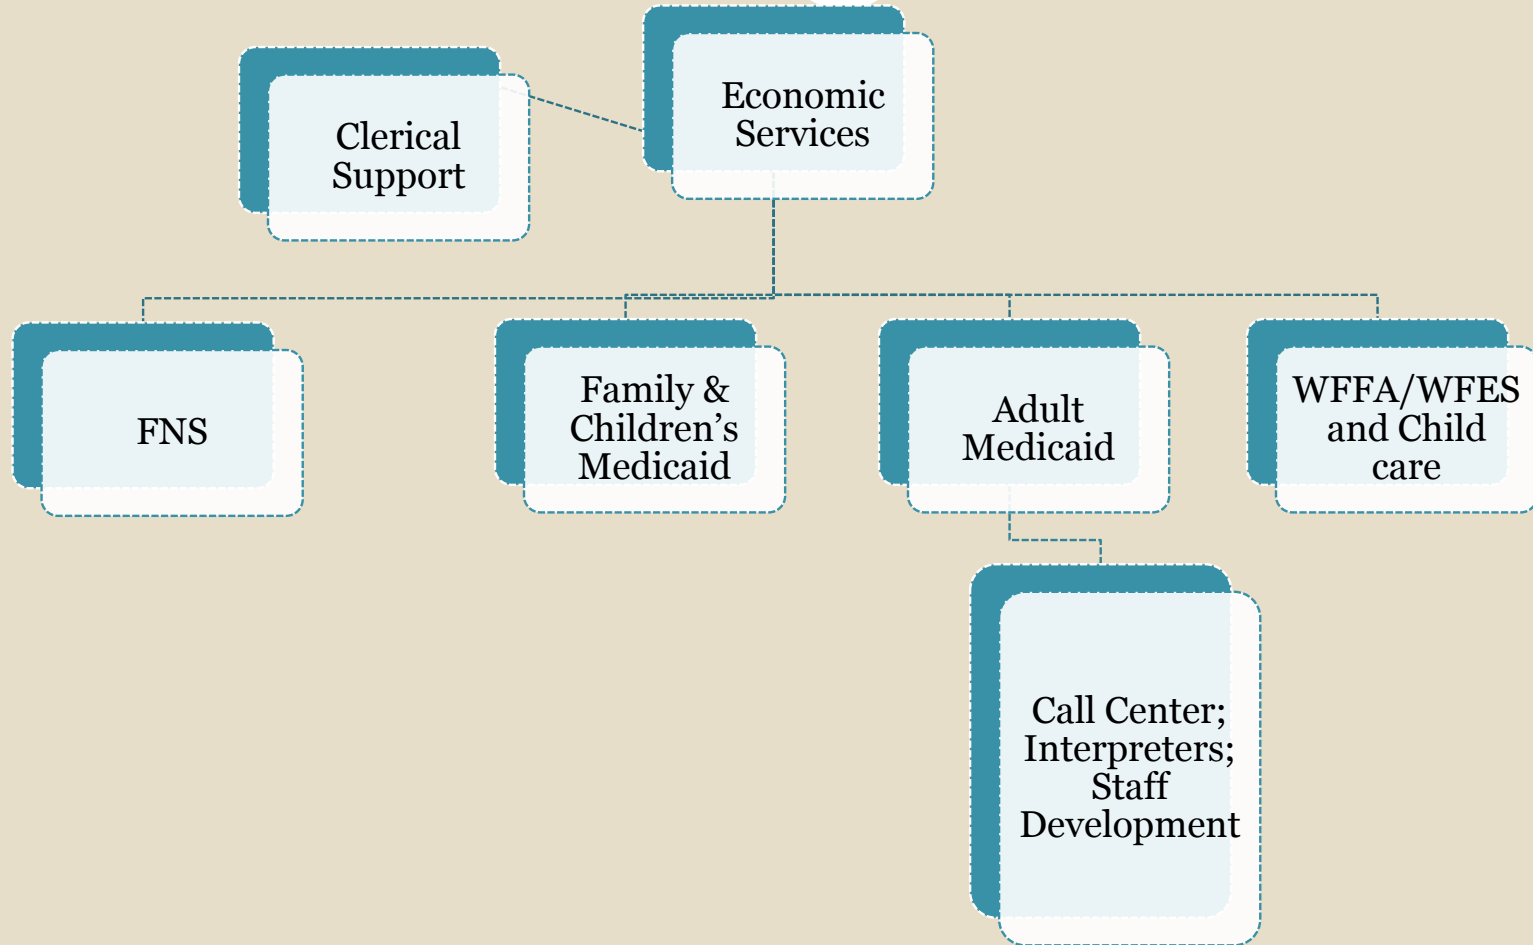 Economic
Services
Clerical
Support
FNS
Family &
Children’s
Medicaid
Adult
Medicaid
WFFA/WFES
and Child
care
Call Center;
Interpreters;
Staff
Development